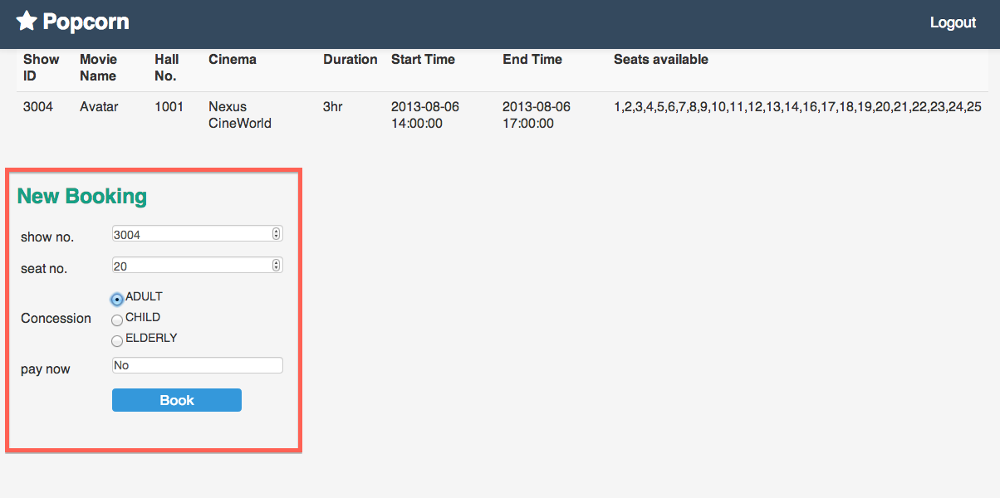 Popcorn
Logout
Show ID Movie Name Hall No. Cinema Duration Start Time End Time Seats available
3004 Avatar 1001 Nexus CineWorld 3hr 2013-08-06 14:00:00 2013-08-06 17:00:00 1,2,3,4,5,6,7,8,9,10,11,12,13,14,16,17,18,19,20,21,22,23,24,25
New Booking
show no. 3004
seat no. 20
Concession
ADULT
CHILD
ELDERLY
pay now No
Book